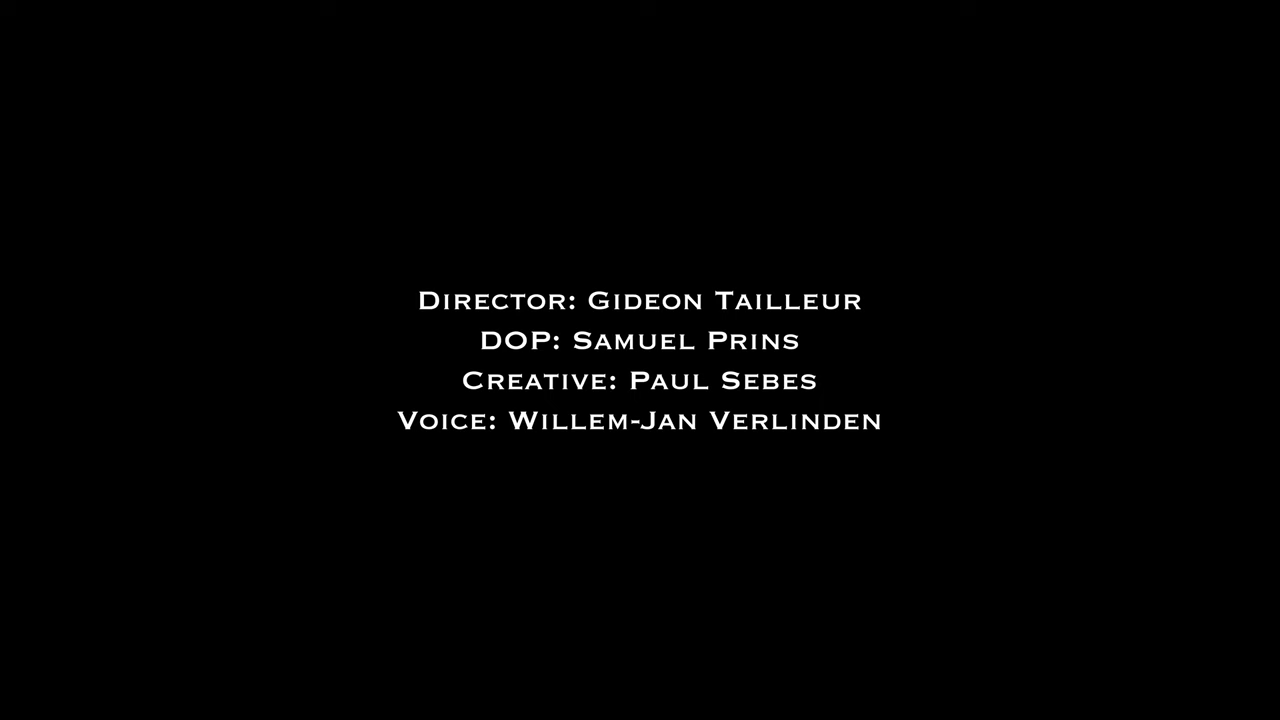 Director: Gideon Tailleur
DOP: Samuel Prins
Creative: Paul Sebes
Voice: Willem-Jan Verlinden